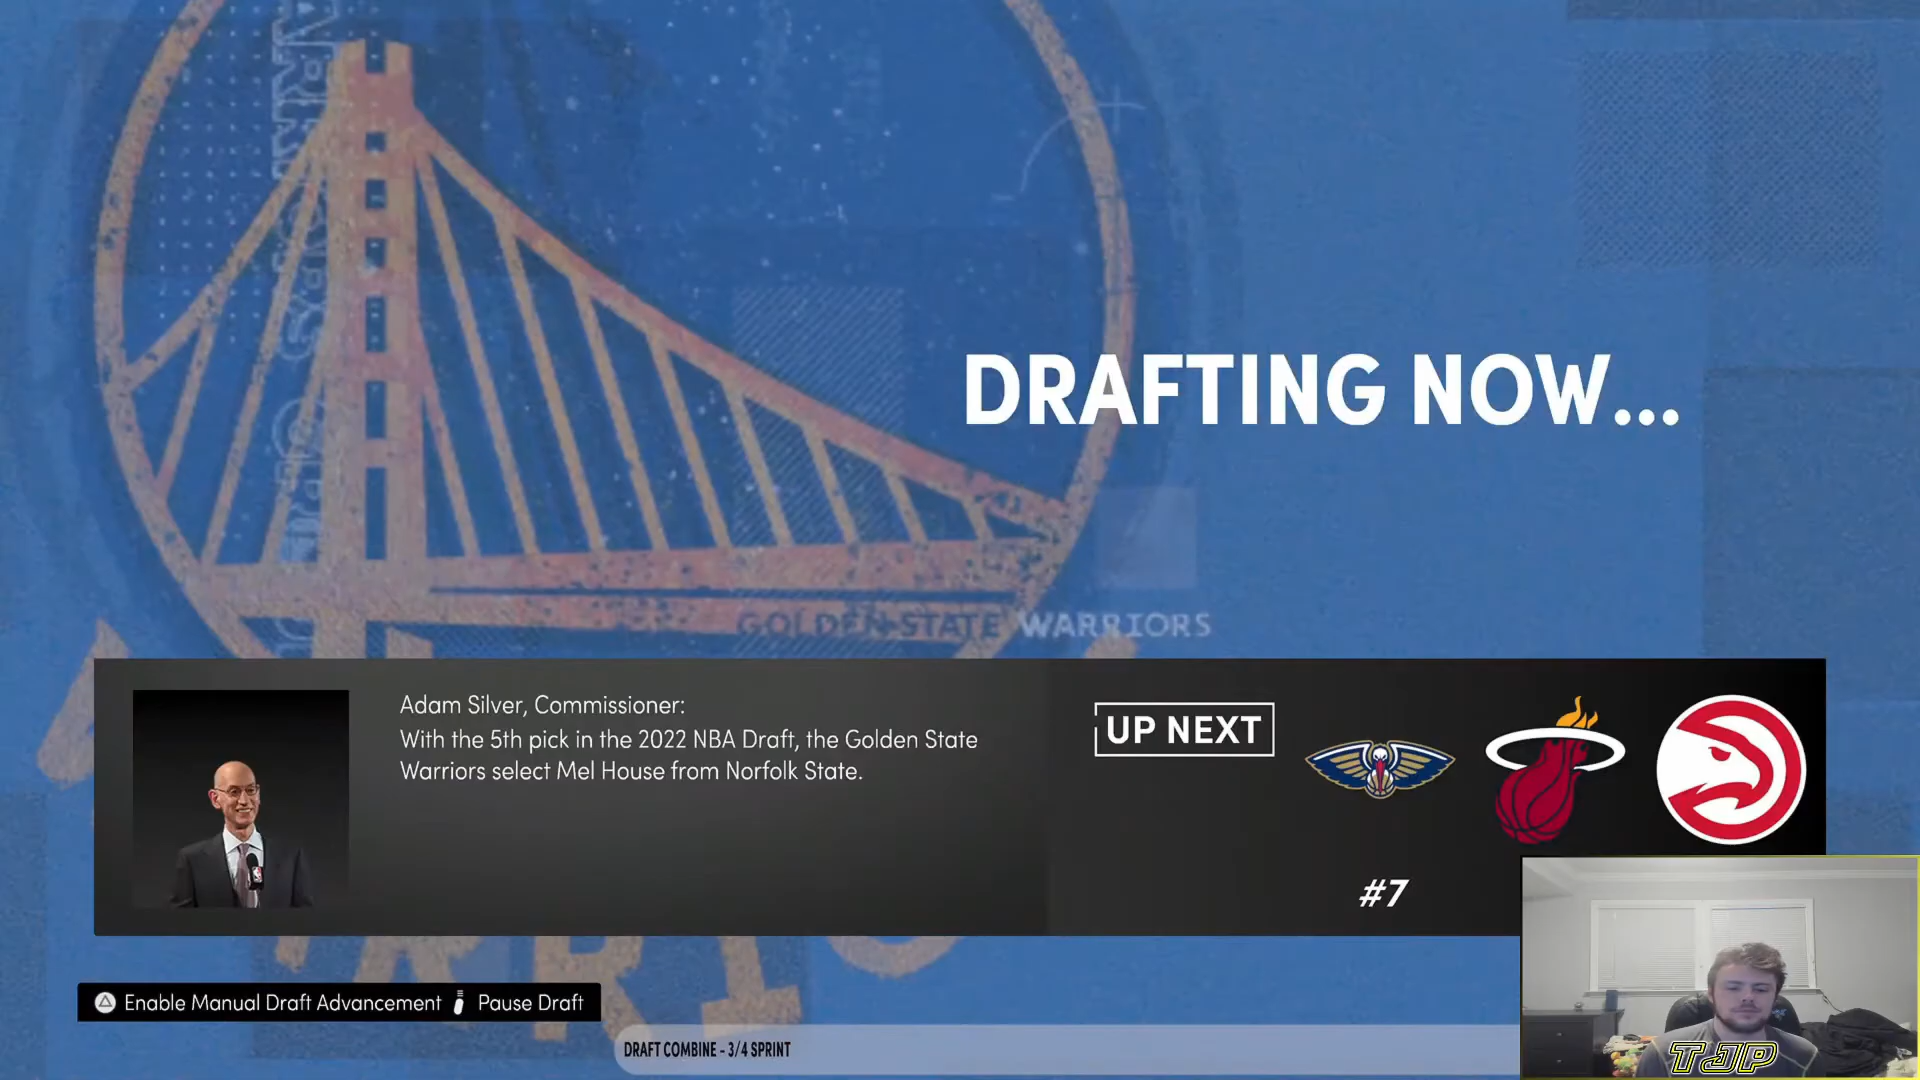 DRAFTING NOW...
GOLDEN STATE WARRIORS
Adam Silver, Commissioner:
With the 5th pick in the 2022 NBA Draft, the Golden State
Warriors select Mel House from Norfolk State.
UP NEXT
#7
Enable Manual Draft Advancement Pause Draft
DRAFT COMBINE - 3/4 SPRINT
TJP